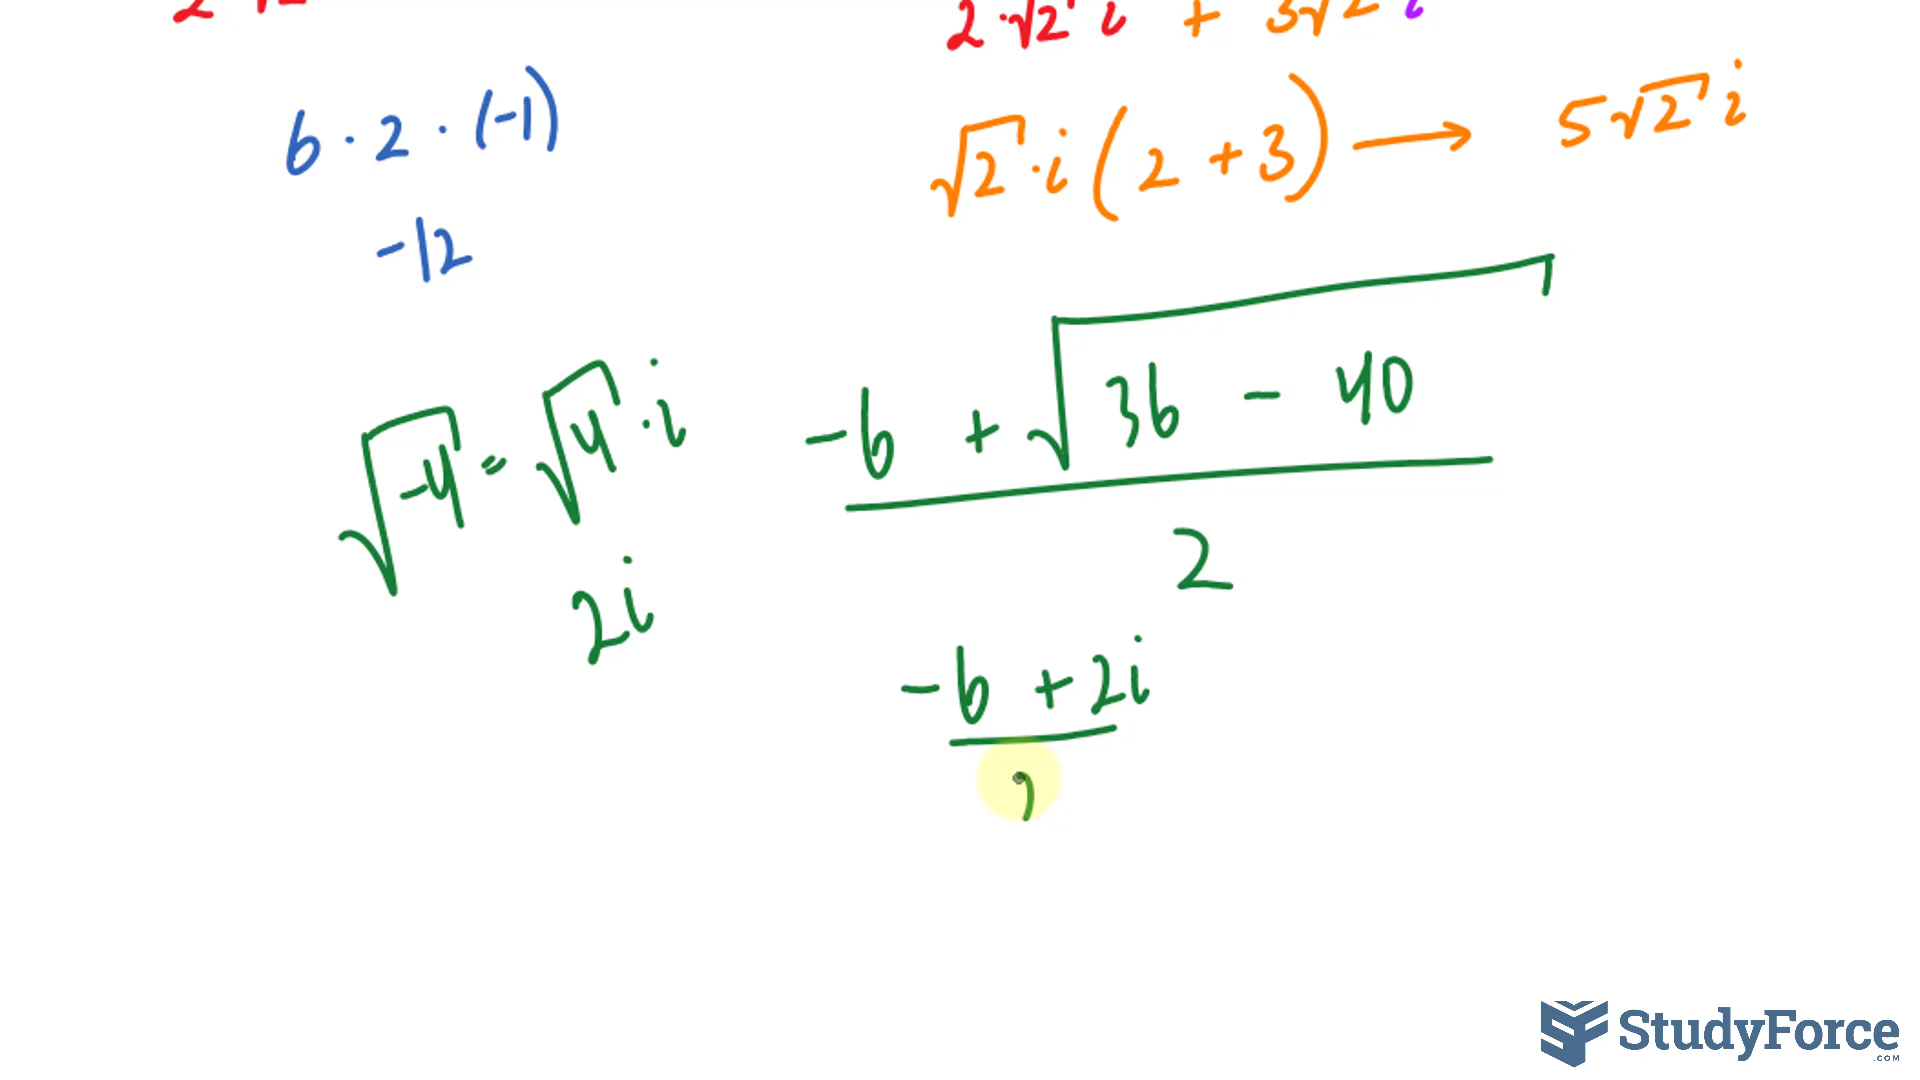 2·√2 i + 3√2 i
6 · 2 · (-1)
√2 · i (2 + 3) → 5√2 i
-12
√-4 = √4 · i
2i
-6 + √36 - 40
2
-6 + 2i
StudyForce
.COM